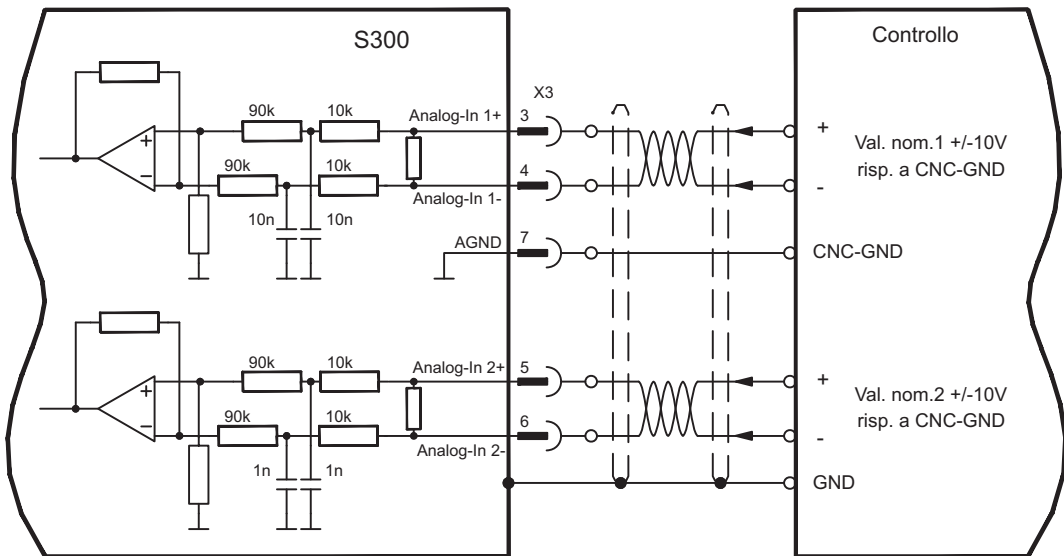 S300
Controllo
X3
90k
10k
Analog-In 1+
3
+
Val. nom.1 +/-10V
risp. a CNC-GND
+
−
90k
10k
4
-
Analog-In 1-
10n
10n
AGND
7
CNC-GND
90k
10k
Analog-In 2+
5
+
Val. nom.2 +/-10V
risp. a CNC-GND
+
−
90k
10k
6
-
Analog-In 2-
1n
1n
GND